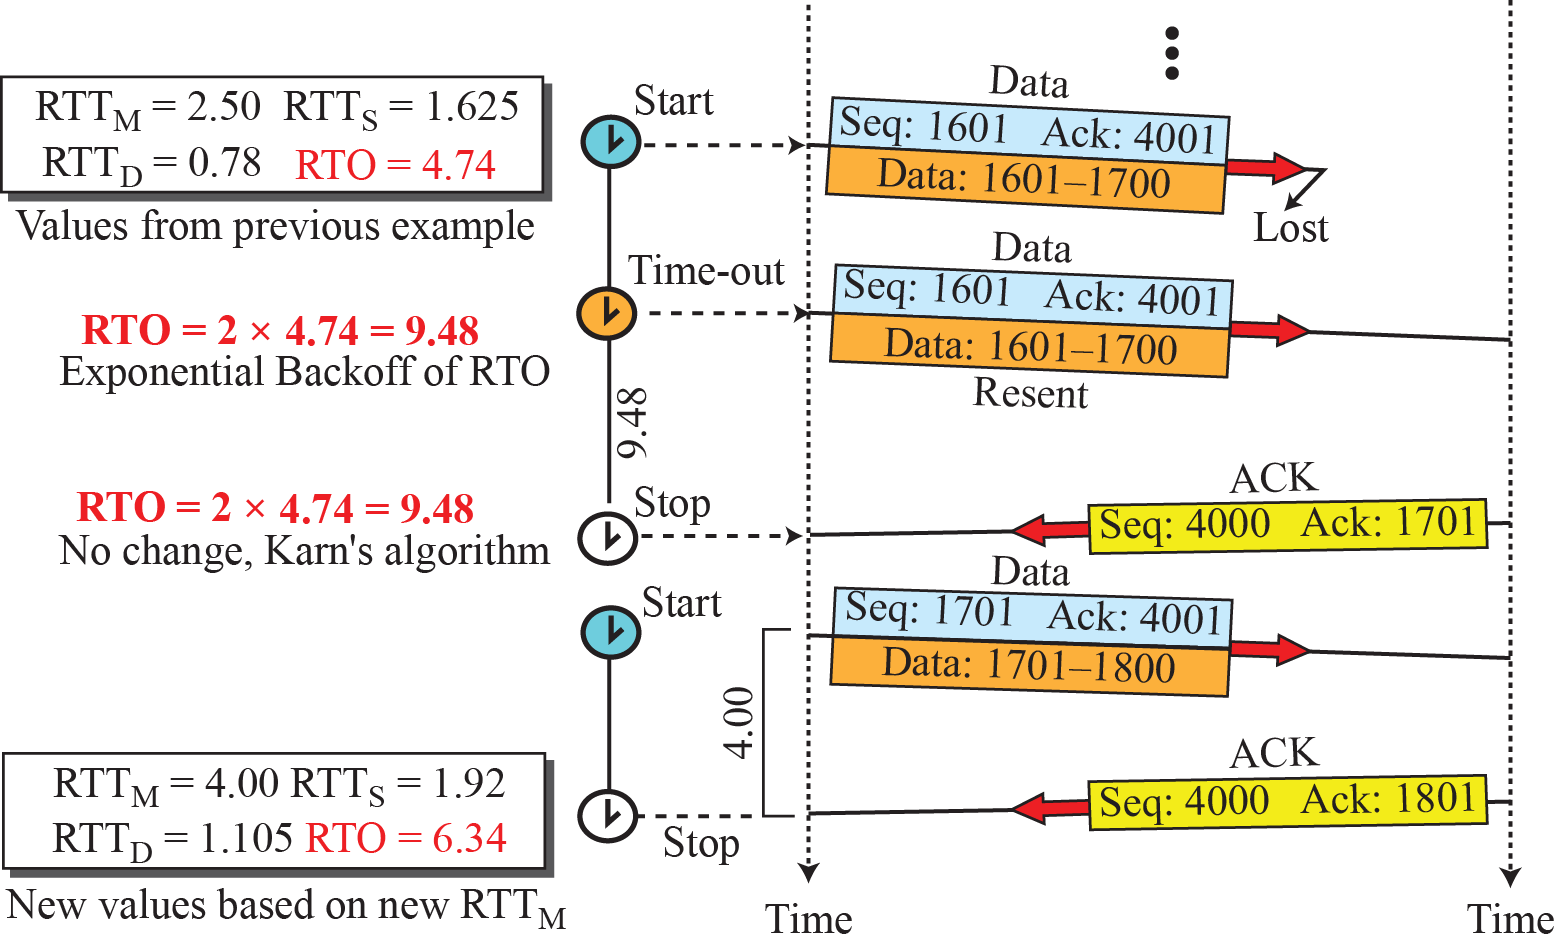 RTTM = 2.50 RTTS = 1.625
RTTD = 0.78 RTO = 4.74
Values from previous example
Start
Data
Seq: 1601 Ack: 4001
Data: 1601–1700
Lost
Time-out
Data
Seq: 1601 Ack: 4001
Data: 1601–1700
Resent
RTO = 2 × 4.74 = 9.48
Exponential Backoff of RTO
9.48
RTO = 2 × 4.74 = 9.48
No change, Karn's algorithm
Stop
ACK
Seq: 4000 Ack: 1701
Start
Data
Seq: 1701 Ack: 4001
Data: 1701–1800
4.00
RTTM = 4.00 RTTS = 1.92
RTTD = 1.105 RTO = 6.34
New values based on new RTTM
Stop
ACK
Seq: 4000 Ack: 1801
Time
Time